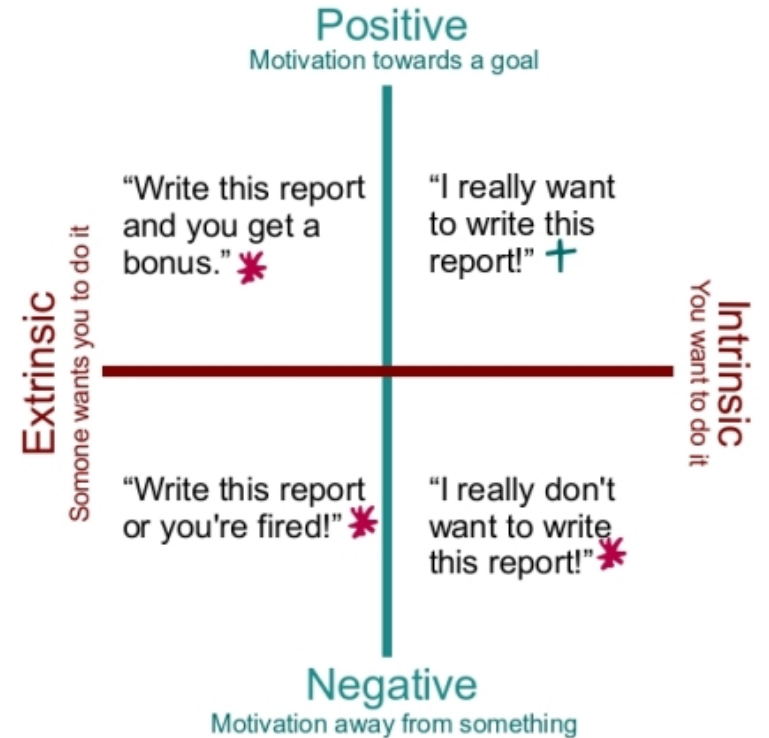 Positive
Motivation towards a goal
“Write this report
and you get a
bonus.”
“I really want
to write this
report!”
Extrinsic
Somone wants you to do it
Intrinsic
You want to do it
“Write this report
or you're fired!”
“I really don't
want to write
this report!”
Negative
Motivation away from something